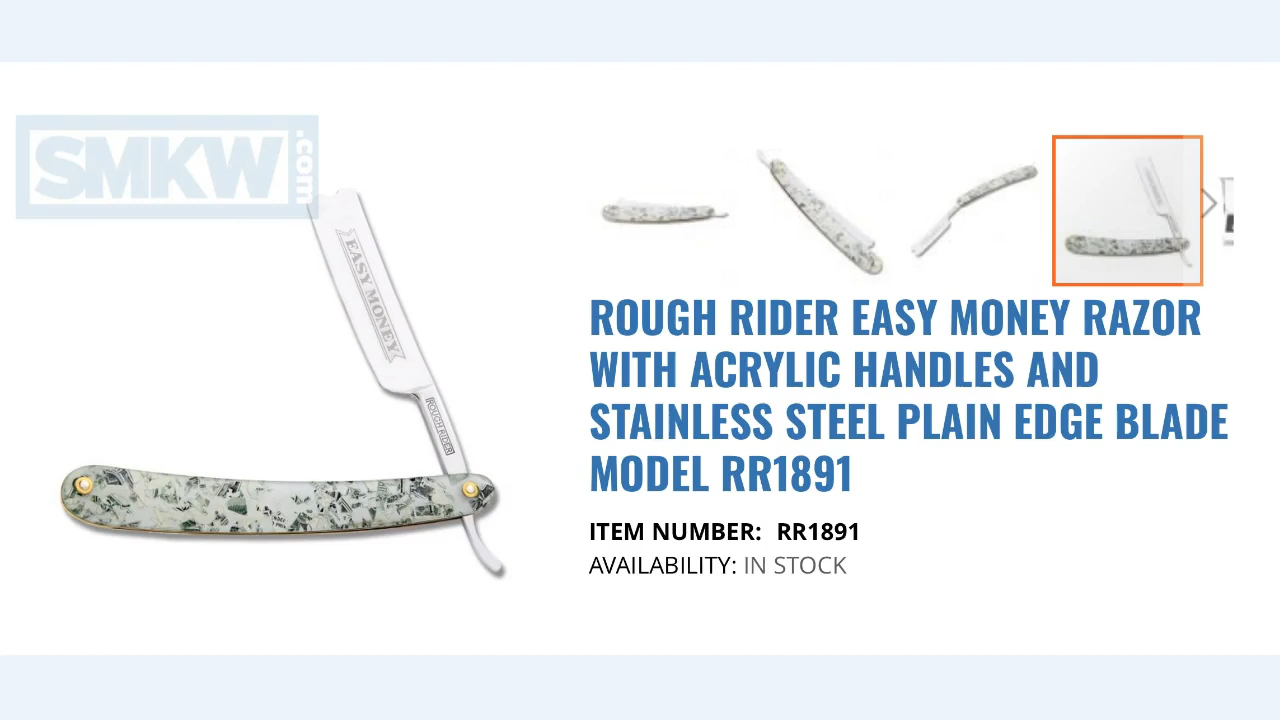 SMKW.com
EASY MONEY
ROUGH RIDER
ROUGH RIDER EASY MONEY RAZOR
WITH ACRYLIC HANDLES AND
STAINLESS STEEL PLAIN EDGE BLADE
MODEL RR1891
ITEM NUMBER: RR1891
AVAILABILITY: IN STOCK